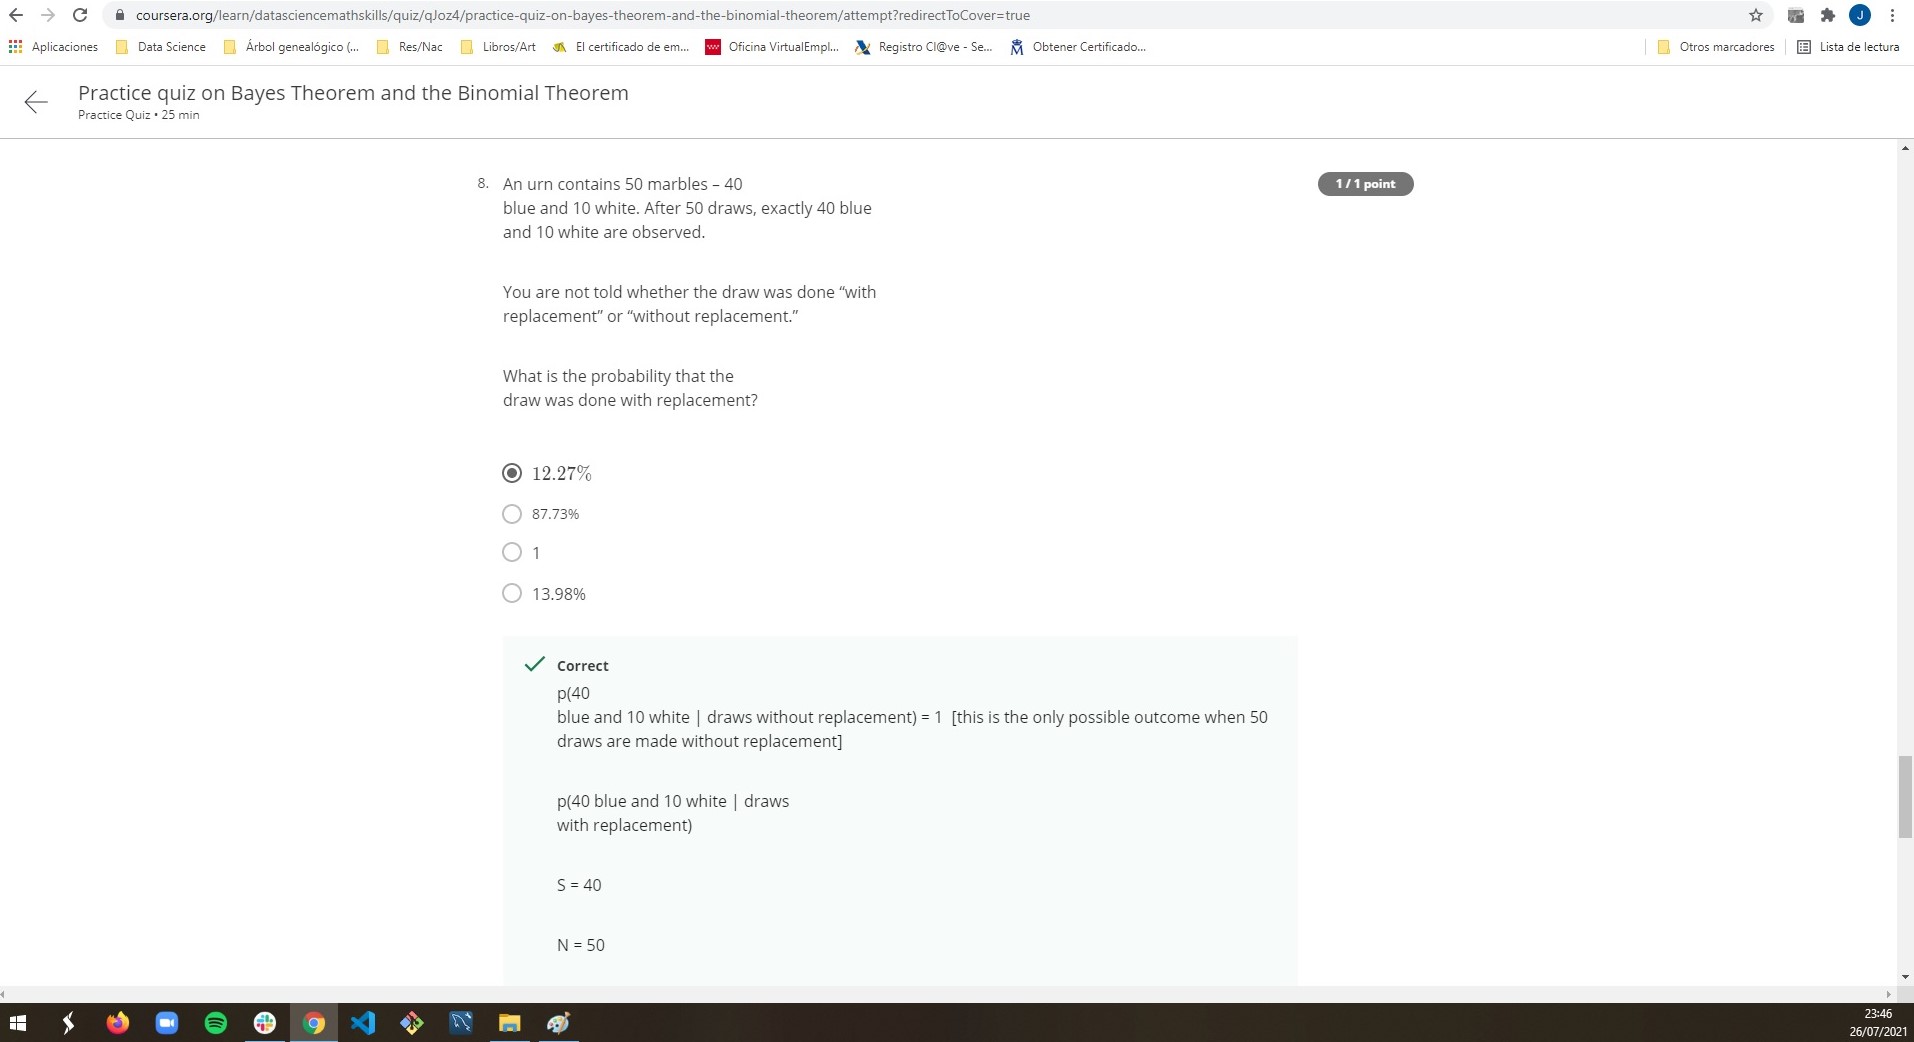 coursera.org/learn/datasciencemathskills/quiz/qJoz4/practice-quiz-on-bayes-theorem-and-the-binomial-theorem/attempt?redirectToCover=true
J
Aplicaciones Data Science Árbol genealógico (... Res/Nac Libros/Art El certificado de em... Oficina VirtualEmpl... Registro Cl@ve - Se... Obtener Certificado... Otros marcadores Lista de lectura
Practice quiz on Bayes Theorem and the Binomial Theorem
Practice Quiz • 25 min
8. An urn contains 50 marbles – 40
1 / 1 point
blue and 10 white. After 50 draws, exactly 40 blue
and 10 white are observed.
You are not told whether the draw was done “with
replacement” or “without replacement.”
What is the probability that the
draw was done with replacement?
12.27%
87.73%
1
13.98%
Correct
p(40
blue and 10 white | draws without replacement) = 1 [this is the only possible outcome when 50
draws are made without replacement]
p(40 blue and 10 white | draws
with replacement)
S = 40
N = 50
23:46
26/07/2021